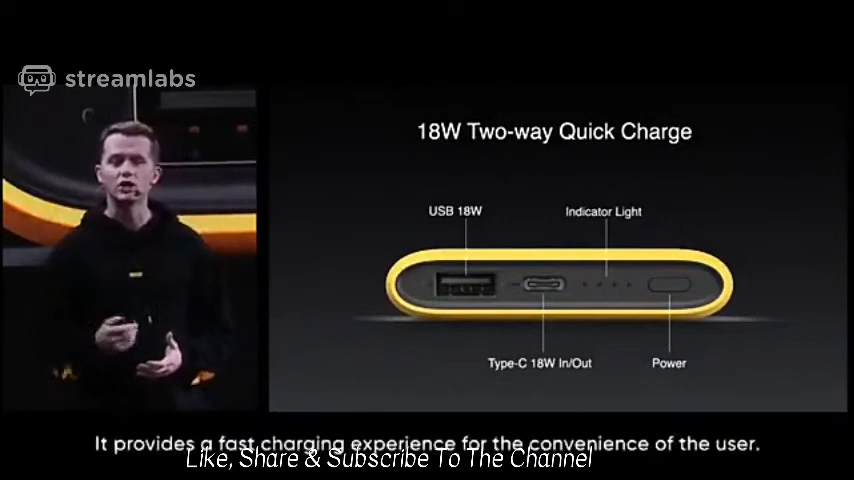 streamlabs
18W Two-way Quick Charge
USB 18W
Indicator Light
Type-C 18W In/Out
Power
It provides a fast charging experience for the convenience of the user.
Like, Share & Subscribe To The Channel